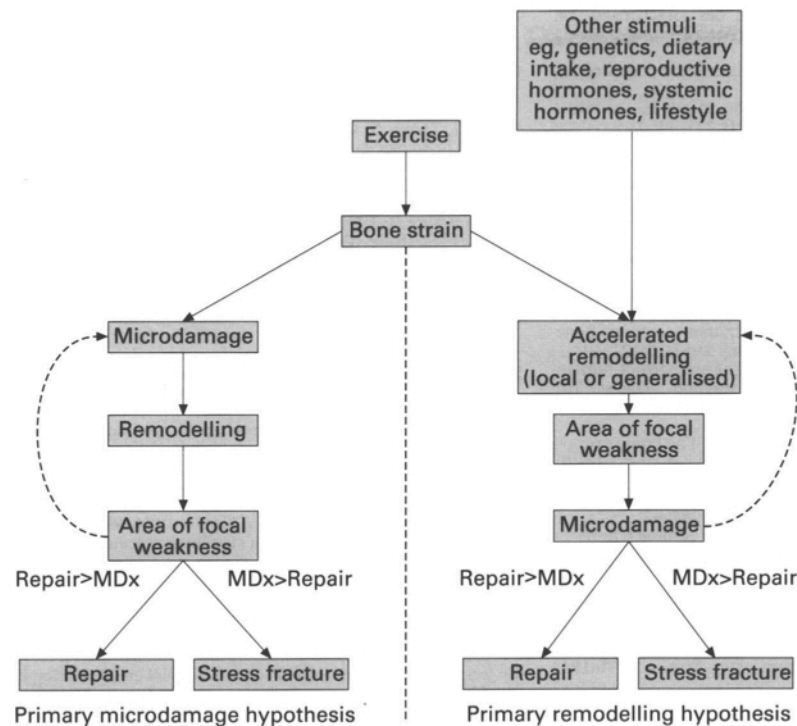 Other stimuli
eg, genetics, dietary
intake, reproductive
hormones, systemic
hormones, lifestyle
Exercise
Bone strain
Microdamage
Accelerated
remodelling
(local or generalised)
Remodelling
Area of focal
weakness
Area of focal
weakness
Microdamage
Repair>MDx
MDx>Repair
Repair>MDx
MDx>Repair
Repair
Stress fracture
Repair
Stress fracture
Primary microdamage hypothesis
Primary remodelling hypothesis